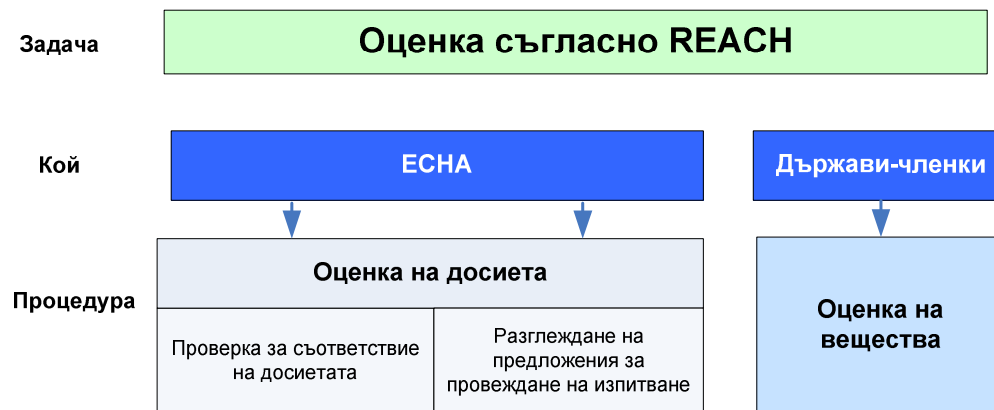 Задача
Оценка съгласно REACH
Кой
ECHA
Държави-членки
Процедура
Оценка на досиета
Проверка за съответствие
на досиетата
Разглеждане на
предложения за
провеждане на изпитване
Оценка на
вещества